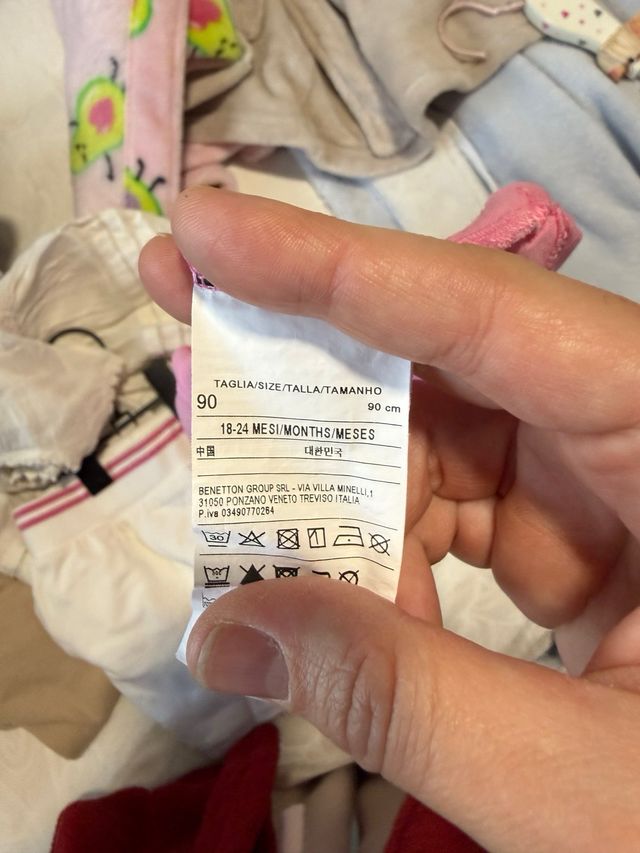 TAGLIA/SIZE/TALLA/TAMANHO
90 90 cm
18-24 MESI/MONTHS/MESES
中国 대한민국
BENETTON GROUP SRL - VIA VILLA MINELLI,1
31050 PONZANO VENETO TREVISO ITALIA
P.iva 03490770264
30